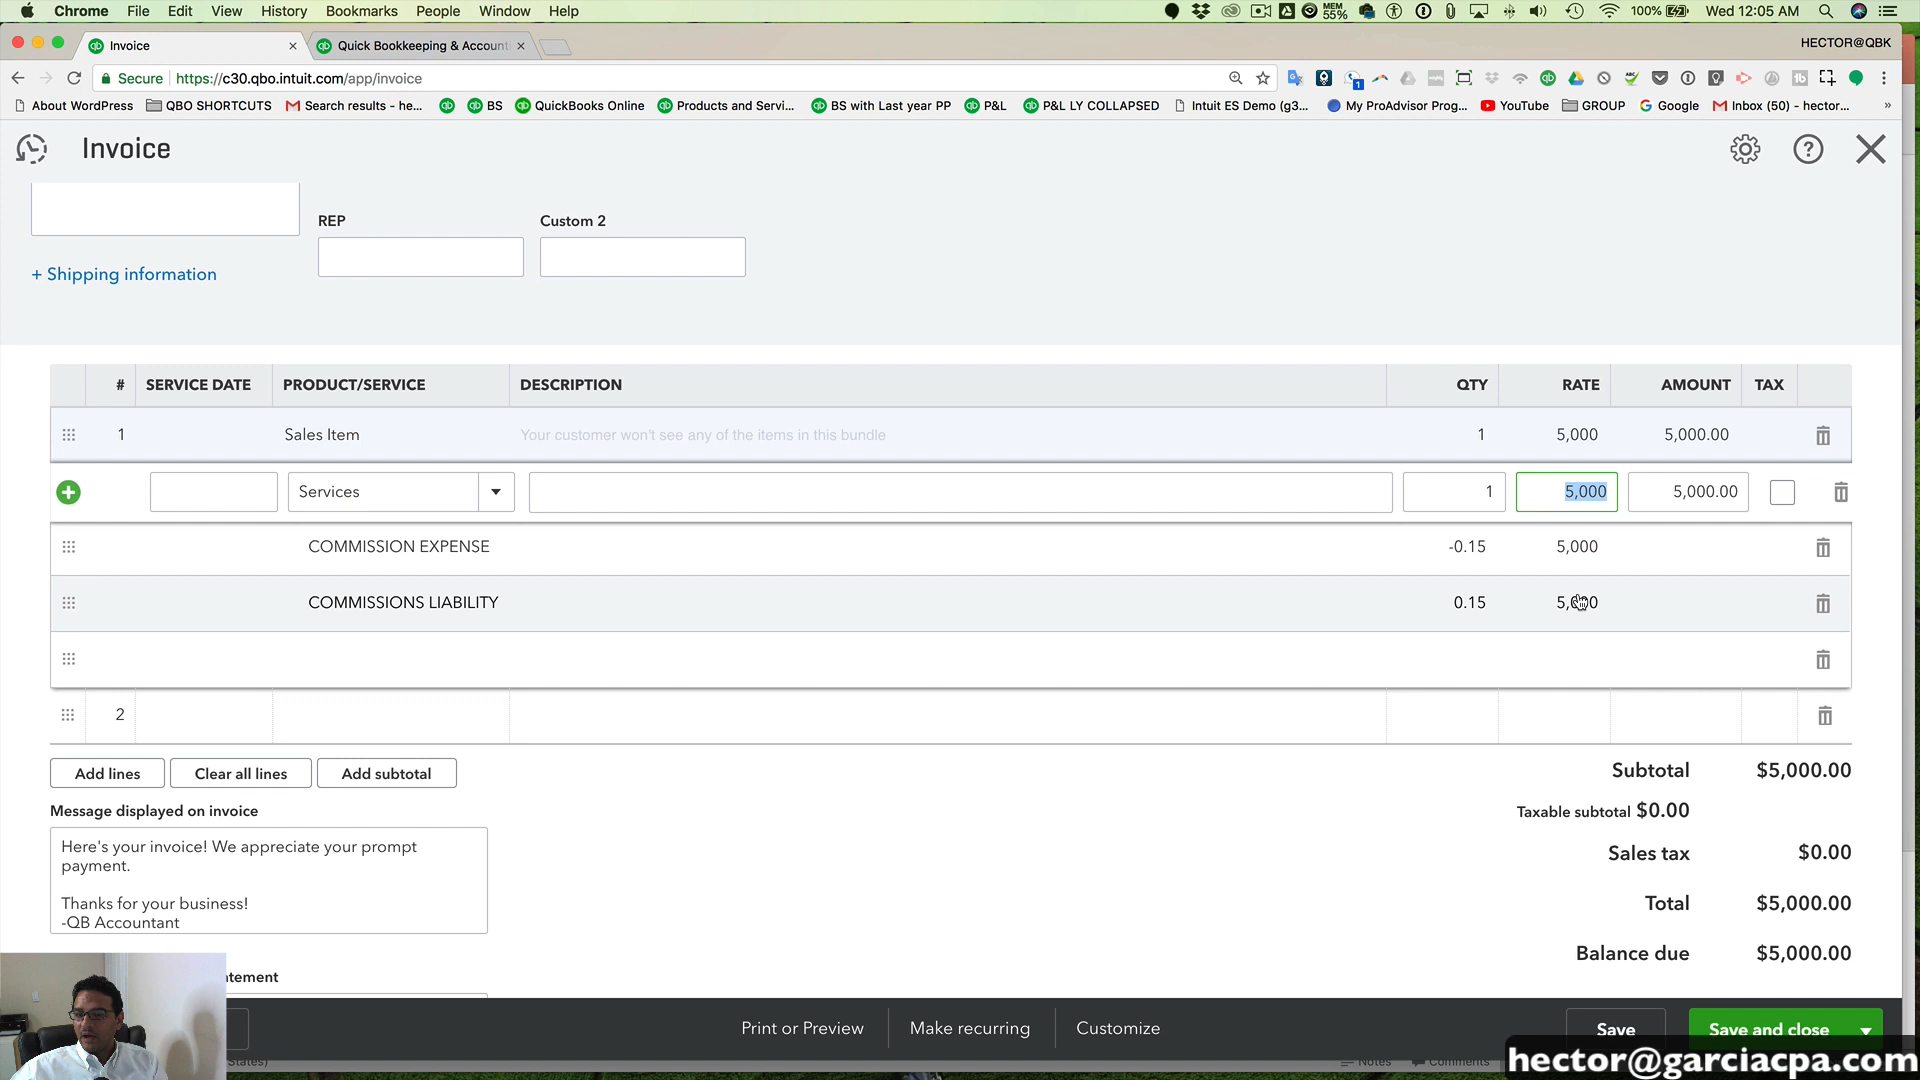 Chrome File Edit View History Bookmarks People Window Help
MEM 55% 100% Wed 12:05 AM
Invoice
Quick Bookkeeping & Account
HECTOR@QBK
Secure https://c30.qbo.intuit.com/app/invoice
About WordPress QBO SHORTCUTS Search results - he... BS QuickBooks Online Products and Servi... BS with Last year PP P&L P&L LY COLLAPSED Intuit ES Demo (g3... My ProAdvisor Prog... YouTube GROUP Google Inbox (50) - hector... »
Invoice
REP Custom 2
+ Shipping information
# SERVICE DATE PRODUCT/SERVICE DESCRIPTION QTY RATE AMOUNT TAX
1 Sales Item Your customer won't see any of the items in this bundle 1 5,000 5,000.00
Services 1 5,000 5,000.00
COMMISSION EXPENSE -0.15 5,000
COMMISSIONS LIABILITY 0.15 5,000
2
Add lines Clear all lines Add subtotal
Subtotal $5,000.00
Message displayed on invoice
Taxable subtotal $0.00
Here's your invoice! We appreciate your prompt
payment.
Sales tax $0.00
Thanks for your business!
-QB Accountant
Total $5,000.00
Balance due $5,000.00
atement
Print or Preview Make recurring Customize Save Save and close
States) Notes Comments
hector@garciacpa.com